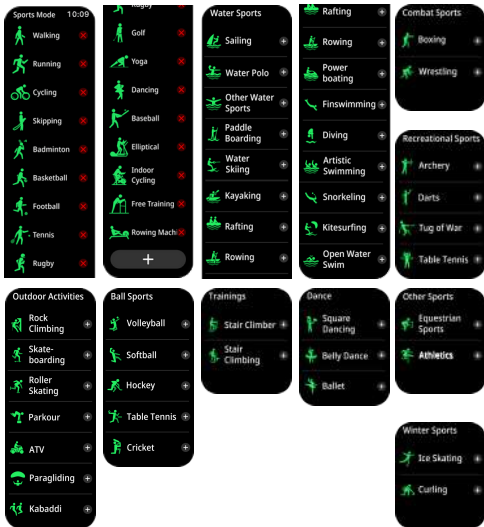 Sports Mode 10:09
Walking
Running
Cycling
Skipping
Badminton
Basketball
Football
Tennis
Rugby
Rugby
Golf
Yoga
Dancing
Baseball
Elliptical
Indoor
Cycling
Free Training
Rowing Machi
+
Water Sports
Sailing
Water Polo
Other Water
Sports
Paddle
Boarding
Water
Skiing
Kayaking
Rafting
Rowing
Rafting
Rowing
Power
boating
Finswimming
Diving
Artistic
Swimming
Snorkeling
Kitesurfing
Open Water
Swim
Combat Sports
Boxing
Wrestling
Recreational Sports
Archery
Darts
Tug of War
Table Tennis
Outdoor Activities
Rock
Climbing
Skate-
boarding
Roller
Skating
Parkour
ATV
Paragliding
Kabaddi
Ball Sports
Volleyball
Softball
Hockey
Table Tennis
Cricket
Trainings
Stair Climber
Stair
Climbing
Dance
Square
Dancing
Belly Dance
Ballet
Other Sports
Equestrian
Sports
Athletics
Winter Sports
Ice Skating
Curling